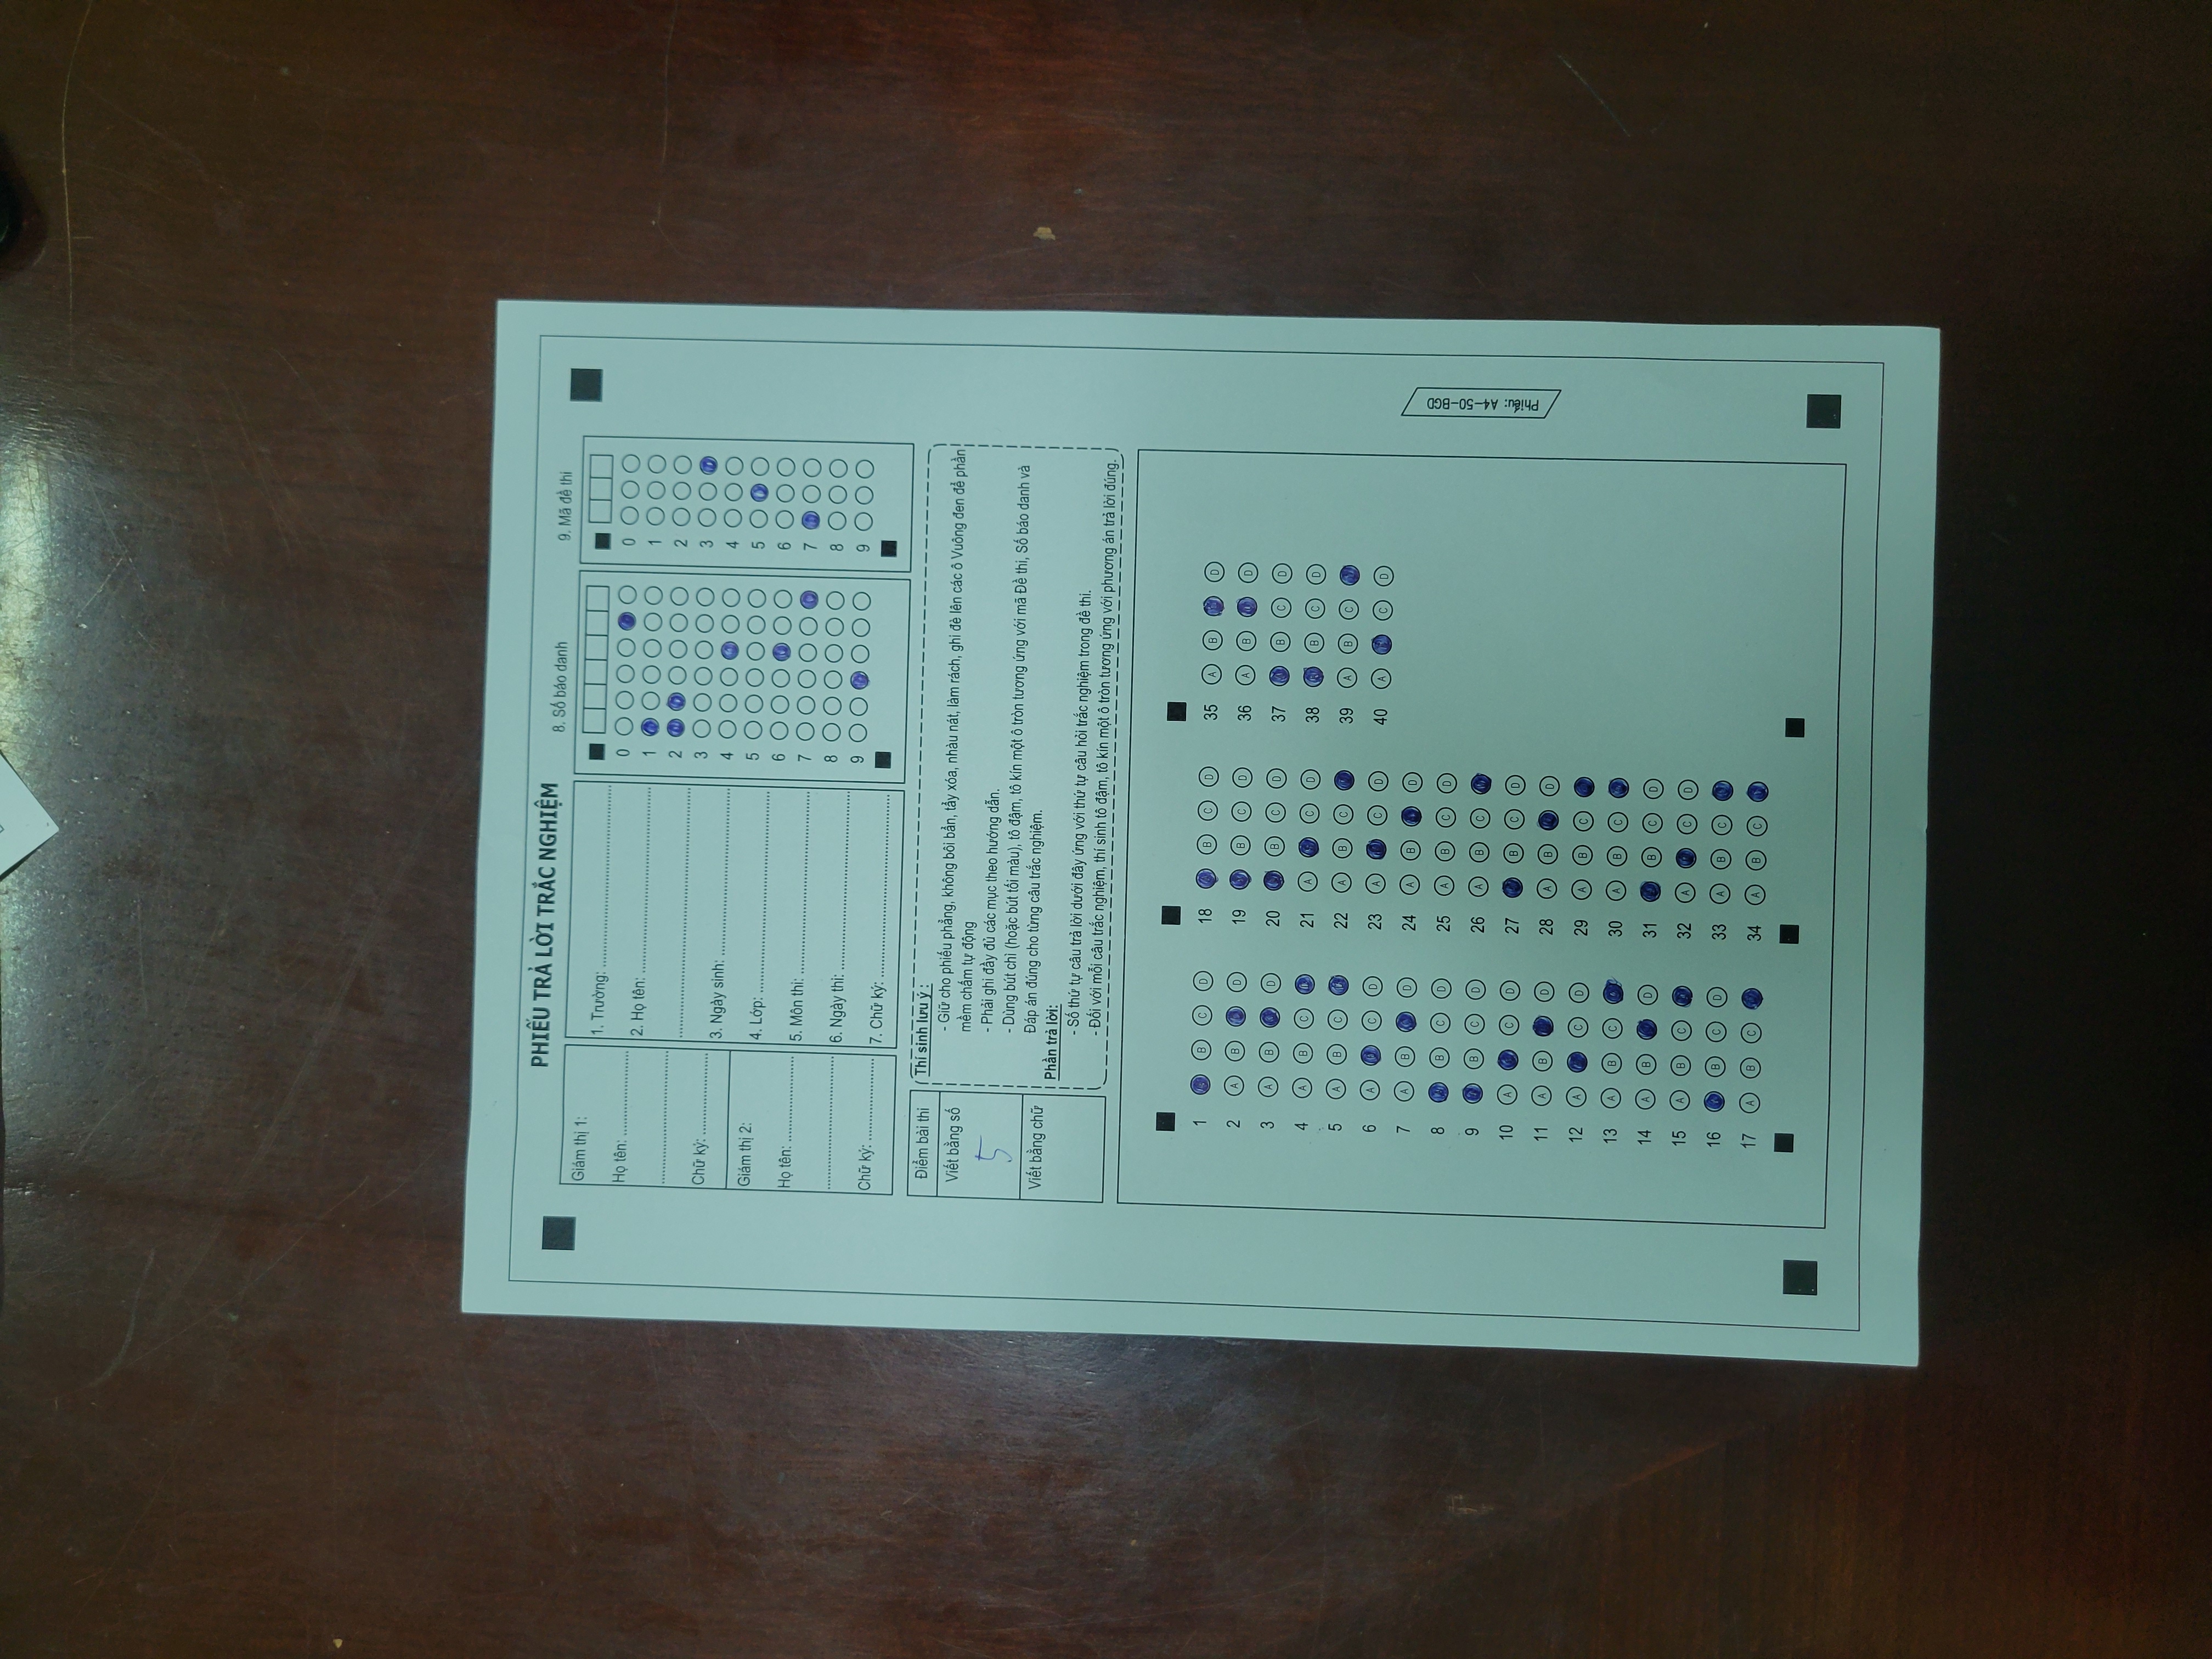 PHIẾU TRẢ LỜI TRẮC NGHIỆM
Giám thị 1:
Họ tên: ....................
....................
Chữ ký: ....................
Giám thị 2:
Họ tên: ....................
....................
Chữ ký: ....................
1. Trường: ....................
2. Họ tên: ....................
....................
3. Ngày sinh: ....................
4. Lớp: ....................
5. Môn thi: ....................
6. Ngày thi: ....................
7. Chữ ký: ....................
8. Số báo danh
0
1
2
3
4
5
6
7
8
9
9. Mã đề thi
0
1
2
3
4
5
6
7
8
9
Điểm bài thi
Viết bằng số
5
Viết bằng chữ
Thí sinh lưu ý :
- Giữ cho phiếu phẳng, không bôi bẩn, tẩy xóa, nhàu nát, làm rách, ghi đè lên các ô Vuông đen để phần
mềm chấm tự động
- Phải ghi đầy đủ các mục theo hướng dẫn.
- Dùng bút chì (hoặc bút tối màu), tô đậm, tô kín một ô tròn tương ứng với mã Đề thi, Số báo danh và
Đáp án đúng cho từng câu trắc nghiệm.
Phần trả lời:
- Số thứ tự câu trả lời dưới đây ứng với thứ tự câu hỏi trắc nghiệm trong đề thi.
- Đối với mỗi câu trắc nghiệm, thí sinh tô đậm, tô kín một ô tròn tương ứng với phương án trả lời đúng.
1 B C D
2 A B D
3 A B D
4 A B C
5 A B C
6 A C D
7 A B D
8 B C D
9 B C D
10 A C D
11 A B D
12 A C D
13 A B C
14 A B D
15 A B C
16 B C D
17 A B C
18 B C D
19 B C D
20 B C D
21 A C D
22 A B C
23 A C D
24 A B D
25 A B C D
26 A B C
27 B C D
28 A B D
29 A B C
30 A B C
31 B C D
32 A C D
33 A B C
34 A B C
35 A B D
36 A B D
37 B C D
38 B C D
39 A B C
40 A C D
Phiếu: A4-50-BGD